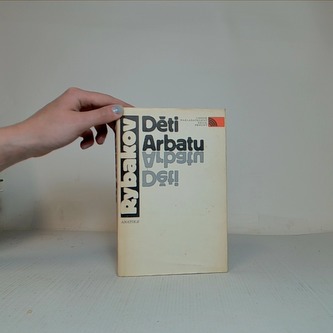 Rybakov
Děti
Arbatu
Arbatu
Děti